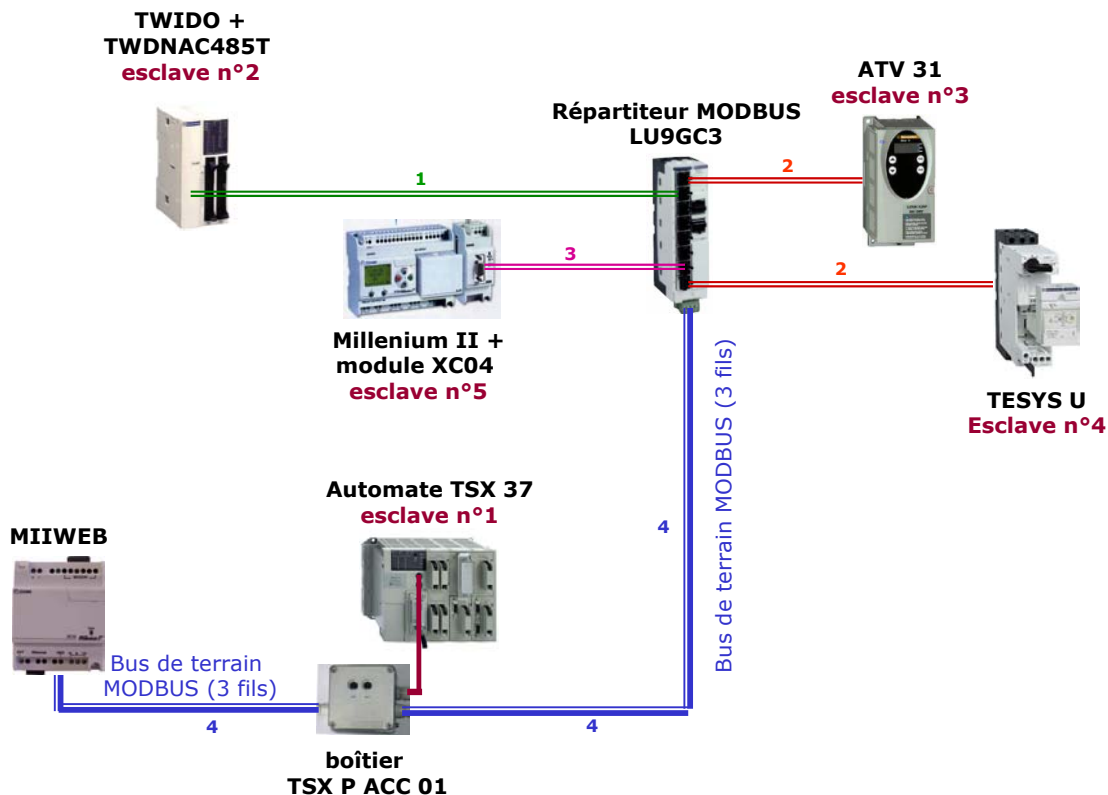 TWIDO +
TWDNAC485T
esclave n°2
ATV 31
esclave n°3
Répartiteur MODBUS
LU9GC3
1
2
3
2
Millenium II +
module XC04
esclave n°5
TESYS U
Esclave n°4
Bus de terrain MODBUS (3 fils)
4
Automate TSX 37
esclave n°1
MIIWEB
Bus de terrain
MODBUS (3 fils)
4
4
boîtier
TSX P ACC 01